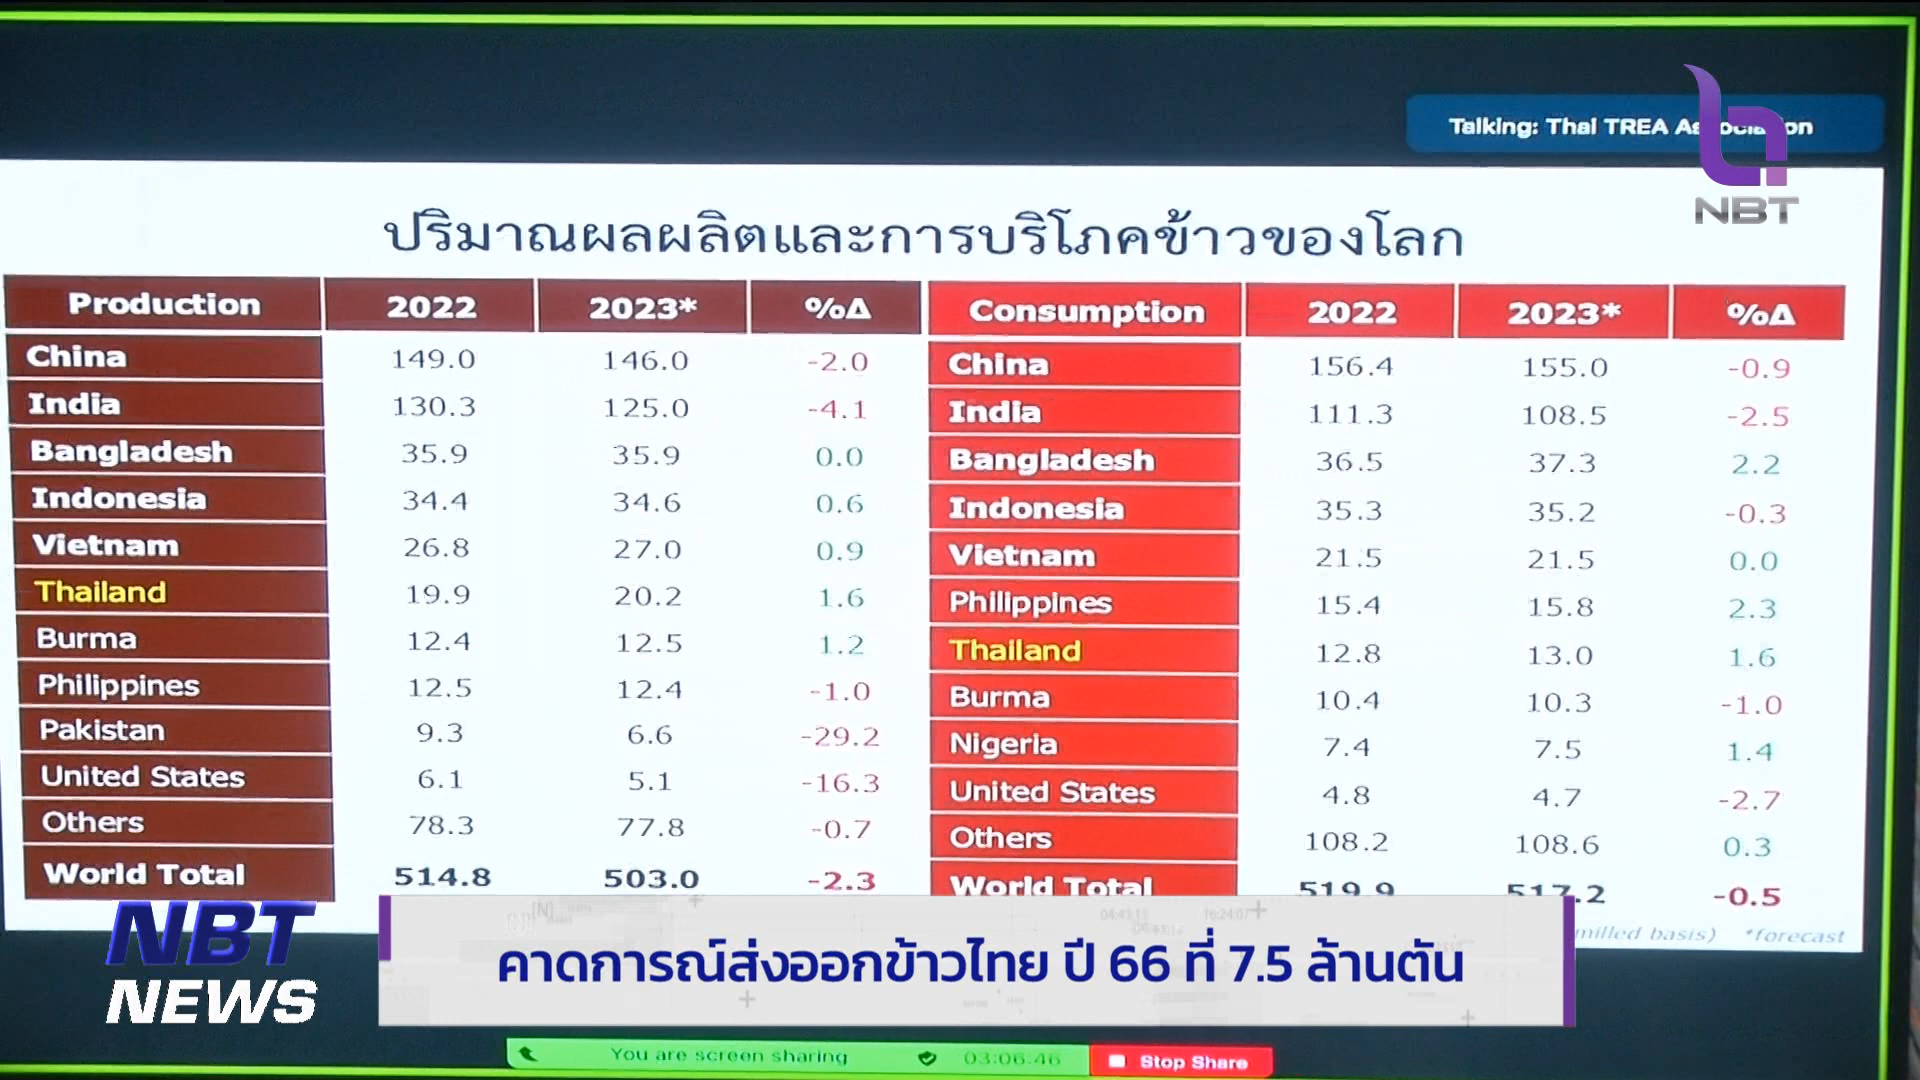 Talking: Thai TREA Association
NBT
ปริมาณผลผลิตและการบริโภคข้าวของโลก
Production 2022 2023* %Δ Consumption 2022 2023* %Δ
China 149.0 146.0 -2.0 China 156.4 155.0 -0.9
India 130.3 125.0 -4.1 India 111.3 108.5 -2.5
Bangladesh 35.9 35.9 0.0 Bangladesh 36.5 37.3 2.2
Indonesia 34.4 34.6 0.6 Indonesia 35.3 35.2 -0.3
Vietnam 26.8 27.0 0.9 Vietnam 21.5 21.5 0.0
Thailand 19.9 20.2 1.6 Philippines 15.4 15.8 2.3
Burma 12.4 12.5 1.2 Thailand 12.8 13.0 1.6
Philippines 12.5 12.4 -1.0 Burma 10.4 10.3 -1.0
Pakistan 9.3 6.6 -29.2 Nigeria 7.4 7.5 1.4
United States 6.1 5.1 -16.3 United States 4.8 4.7 -2.7
Others 78.3 77.8 -0.7 Others 108.2 108.6 0.3
World Total 514.8 503.0 -2.3 World Total 519.9 517.2 -0.5
milled basis) *forecast
NBT
NEWS
คาดการณ์ส่งออกข้าวไทย ปี 66 ที่ 7.5 ล้านตัน
You are screen sharing 03:06:46 Stop Share